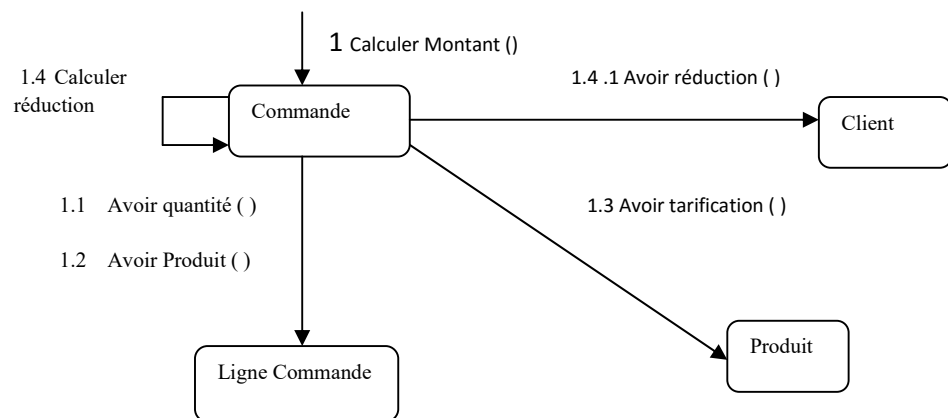 1 Calculer Montant ()
1.4 Calculer
réduction
1.4 .1 Avoir réduction ( )
Commande
Client
1.1 Avoir quantité ( )
1.3 Avoir tarification ( )
1.2 Avoir Produit ( )
Produit
Ligne Commande